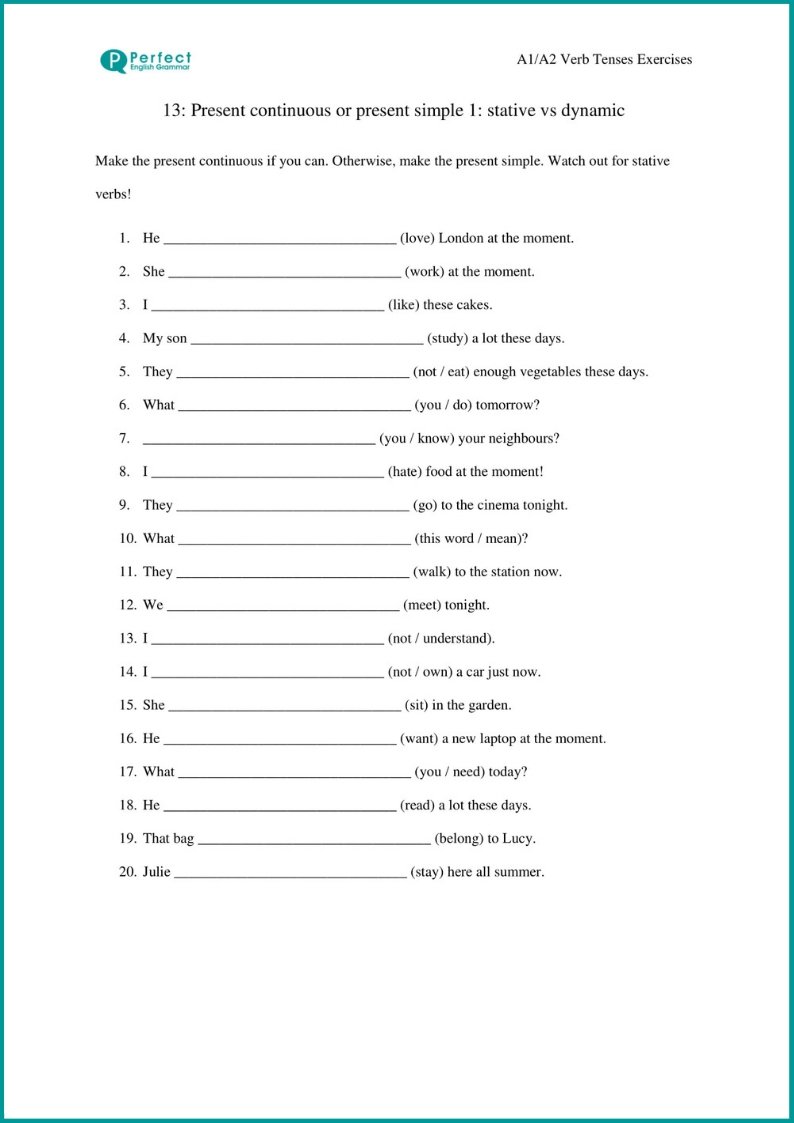 Perfect
English Grammar
A1/A2 Verb Tenses Exercises
13: Present continuous or present simple 1: stative vs dynamic
Make the present continuous if you can. Otherwise, make the present simple. Watch out for stative
verbs!
1. He ________________________________ (love) London at the moment.
2. She ________________________________ (work) at the moment.
3. I ________________________________ (like) these cakes.
4. My son ________________________________ (study) a lot these days.
5. They ________________________________ (not / eat) enough vegetables these days.
6. What ________________________________ (you / do) tomorrow?
7. ________________________________ (you / know) your neighbours?
8. I ________________________________ (hate) food at the moment!
9. They ________________________________ (go) to the cinema tonight.
10. What ________________________________ (this word / mean)?
11. They ________________________________ (walk) to the station now.
12. We ________________________________ (meet) tonight.
13. I ________________________________ (not / understand).
14. I ________________________________ (not / own) a car just now.
15. She ________________________________ (sit) in the garden.
16. He ________________________________ (want) a new laptop at the moment.
17. What ________________________________ (you / need) today?
18. He ________________________________ (read) a lot these days.
19. That bag ________________________________ (belong) to Lucy.
20. Julie ________________________________ (stay) here all summer.